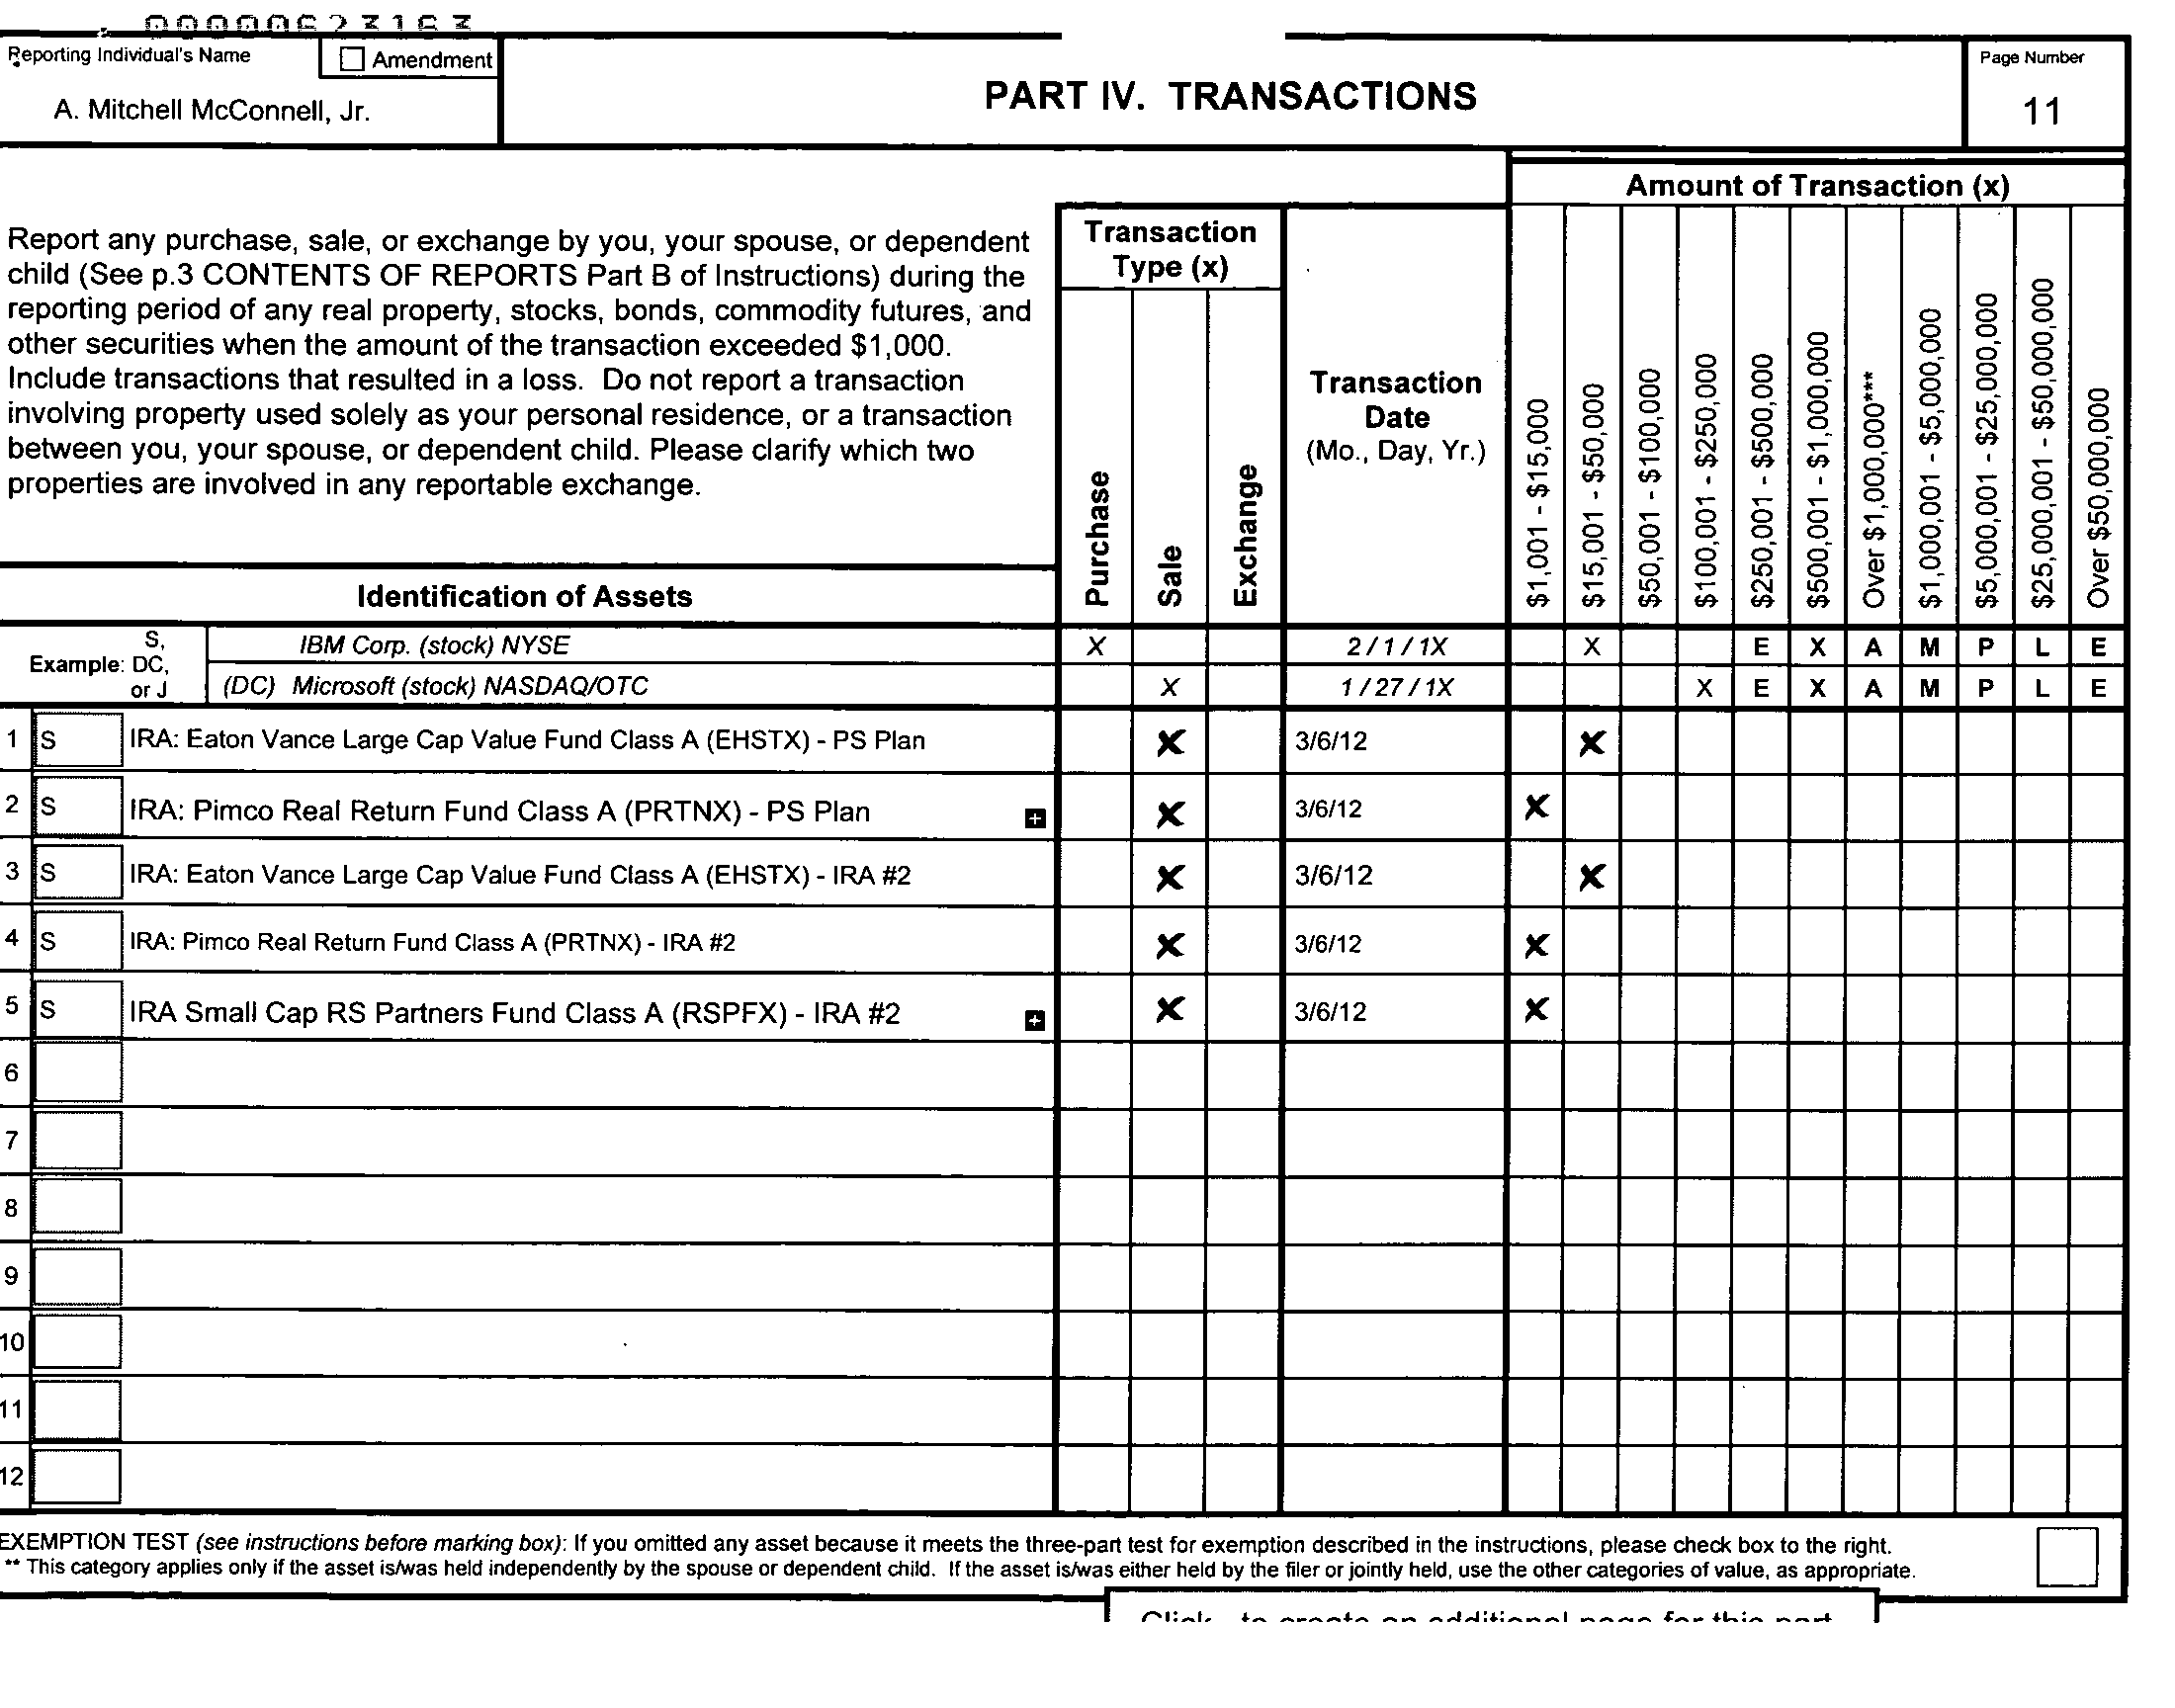 Reporting Individual's Name
Amendment
A. Mitchell McConnell, Jr.
PART IV. TRANSACTIONS
Page Number
11
Report any purchase, sale, or exchange by you, your spouse, or dependent
child (See p.3 CONTENTS OF REPORTS Part B of Instructions) during the
reporting period of any real property, stocks, bonds, commodity futures, and
other securities when the amount of the transaction exceeded $1,000.
Include transactions that resulted in a loss. Do not report a transaction
involving property used solely as your personal residence, or a transaction
between you, your spouse, or dependent child. Please clarify which two
properties are involved in any reportable exchange.
Identification of Assets
Transaction
Type (x)
Purchase
Sale
Exchange
Transaction
Date
(Mo., Day, Yr.)
Amount of Transaction (x)
$1,001 - $15,000
$15,001 - $50,000
$50,001 - $100,000
$100,001 - $250,000
$250,001 - $500,000
$500,001 - $1,000,000
Over $1,000,000***
$1,000,001 - $5,000,000
$5,000,001 - $25,000,000
$25,000,001 - $50,000,000
Over $50,000,000
Example: S,
DC,
or J
IBM Corp. (stock) NYSE X 2 / 1 / 1X X E X A M P L E
(DC) Microsoft (stock) NASDAQ/OTC X 1 / 27 / 1X X E X A M P L E
1 S IRA: Eaton Vance Large Cap Value Fund Class A (EHSTX) - PS Plan X 3/6/12 X
2 S IRA: Pimco Real Return Fund Class A (PRTNX) - PS Plan + X 3/6/12 X
3 S IRA: Eaton Vance Large Cap Value Fund Class A (EHSTX) - IRA #2 X 3/6/12 X
4 S IRA: Pimco Real Return Fund Class A (PRTNX) - IRA #2 X 3/6/12 X
5 S IRA Small Cap RS Partners Fund Class A (RSPFX) - IRA #2 + X 3/6/12 X
6
7
8
9
10
11
12
EXEMPTION TEST (see instructions before marking box): If you omitted any asset because it meets the three-part test for exemption described in the instructions, please check box to the right.
** This category applies only if the asset is/was held independently by the spouse or dependent child. If the asset is/was either held by the filer or jointly held, use the other categories of value, as appropriate.